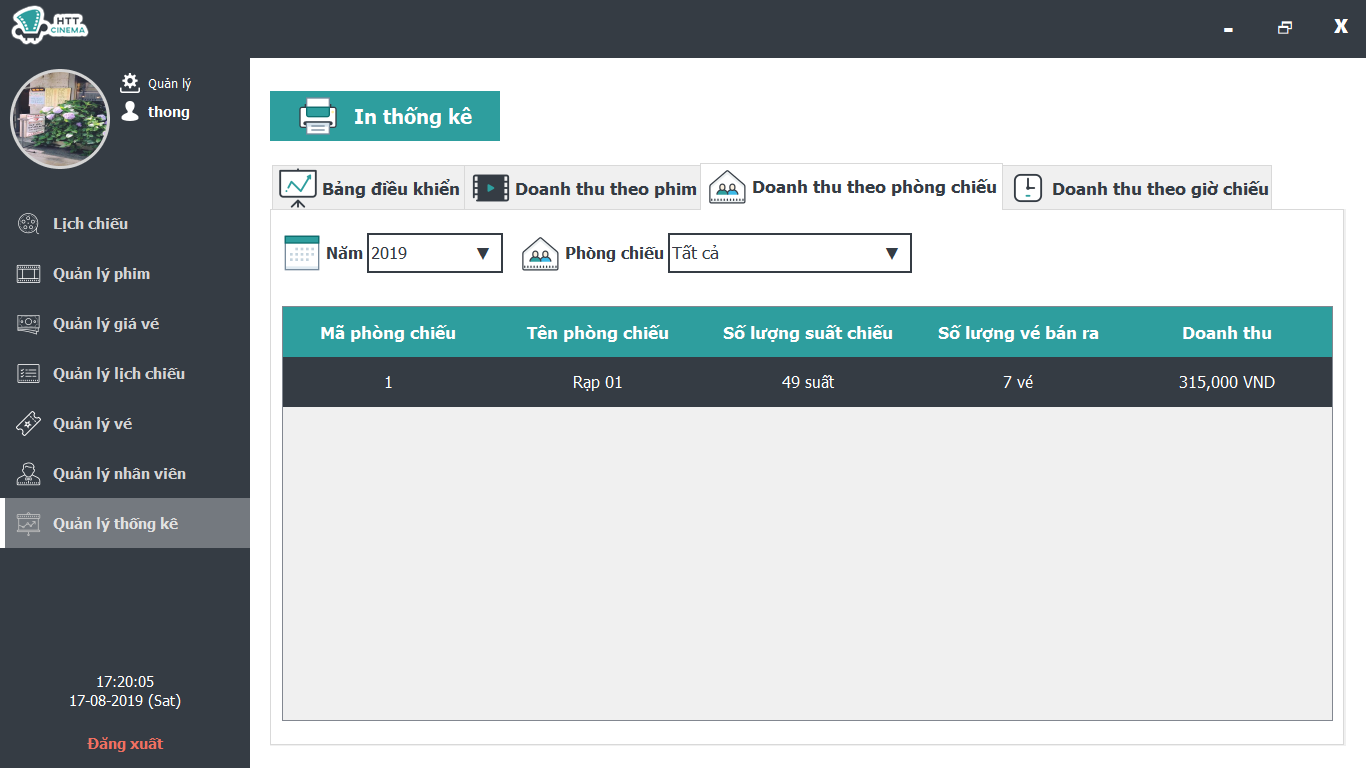 HTT
CINEMA
X
Quản lý
thong
Lịch chiếu
Quản lý phim
Quản lý giá vé
Quản lý lịch chiếu
Quản lý vé
Quản lý nhân viên
Quản lý thống kê
17:20:05
17-08-2019 (Sat)
Đăng xuất
In thống kê
Bảng điều khiển Doanh thu theo phim Doanh thu theo phòng chiếu Doanh thu theo giờ chiếu
Năm 2019 Phòng chiếu Tất cả
Mã phòng chiếu Tên phòng chiếu Số lượng suất chiếu Số lượng vé bán ra Doanh thu
1 Rạp 01 49 suất 7 vé 315,000 VND